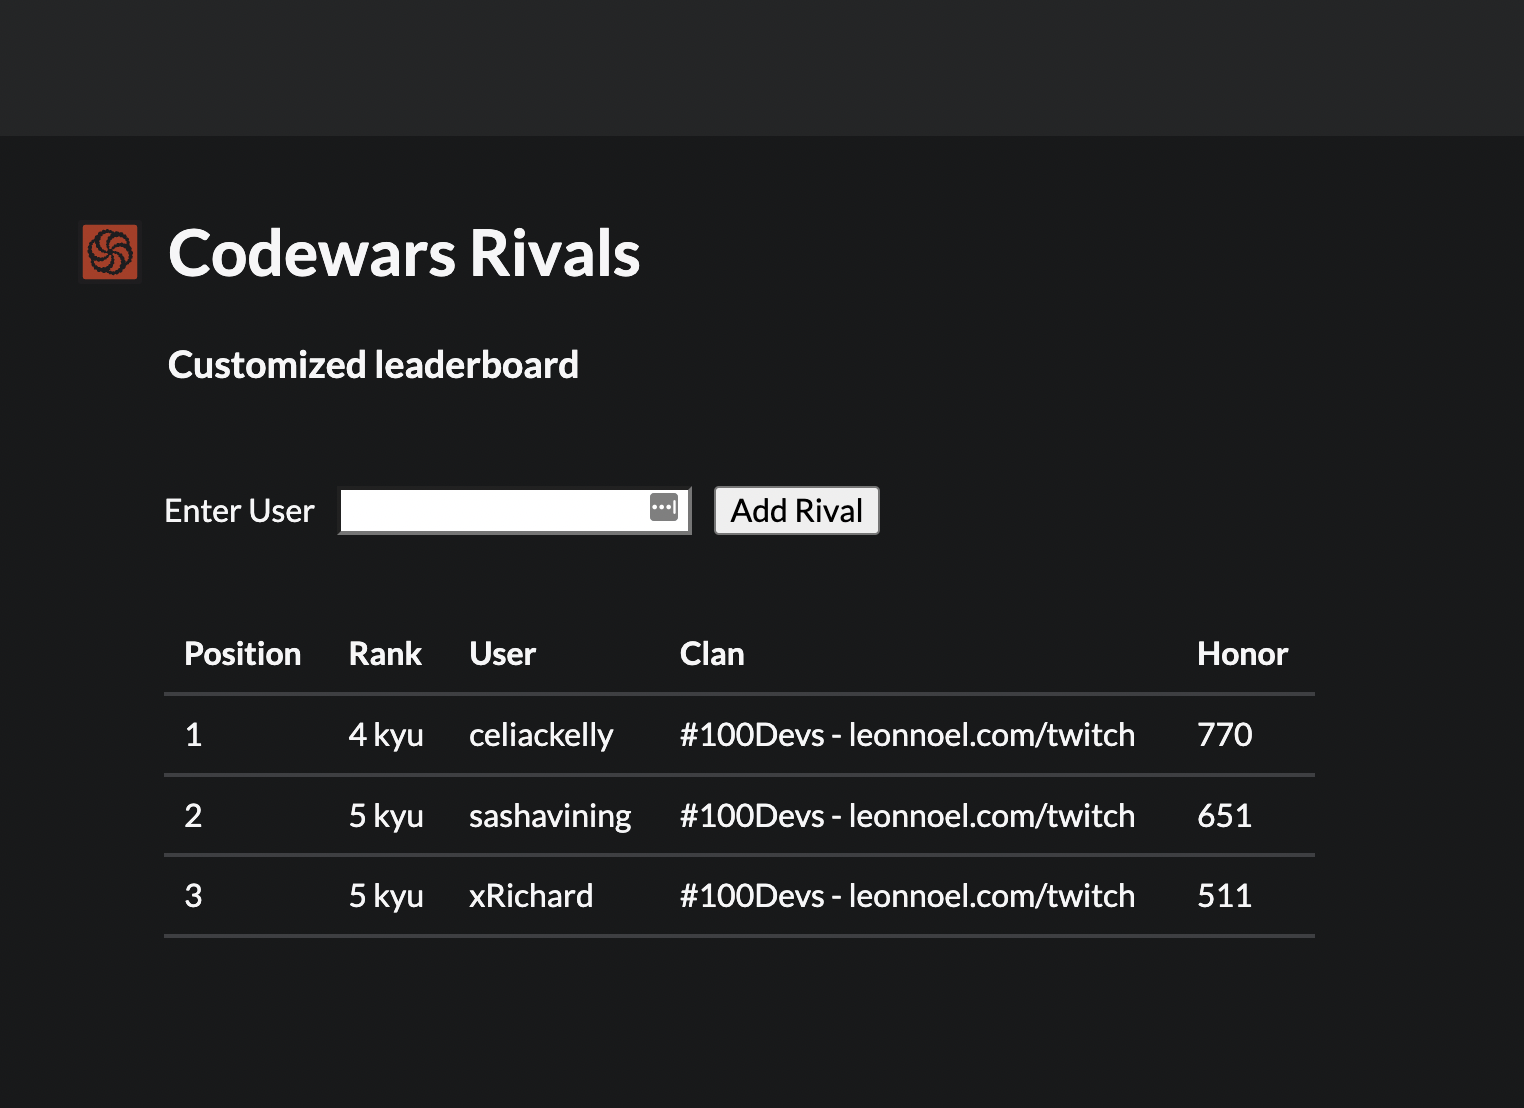 Codewars Rivals
Customized leaderboard
Enter User Add Rival
Position Rank User Clan Honor
1 4 kyu celiackelly #100Devs - leonnoel.com/twitch 770
2 5 kyu sashavining #100Devs - leonnoel.com/twitch 651
3 5 kyu xRichard #100Devs - leonnoel.com/twitch 511